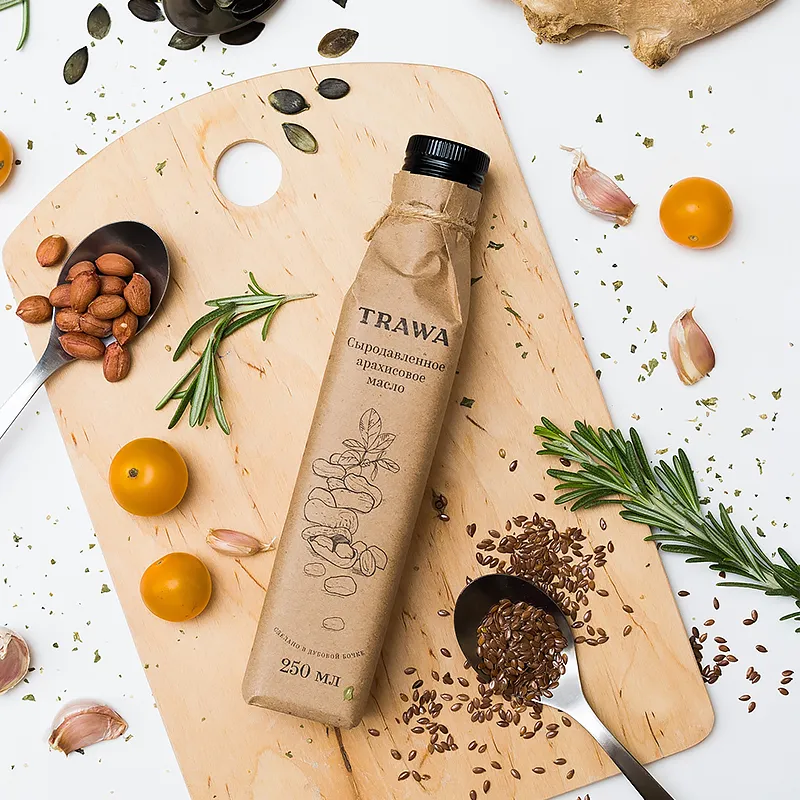 TRAWA
Сыродавленное
арахисовое
масло
СДЕЛАНО В ДУБОВОЙ БОЧКЕ
250 мл